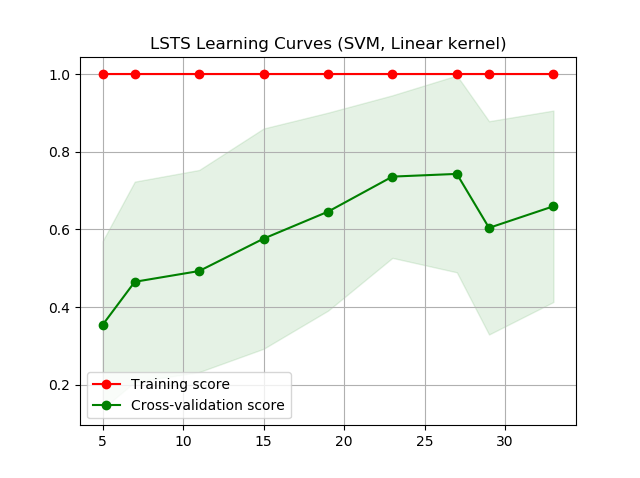 LSTS Learning Curves (SVM, Linear kernel)
1.0
0.8
0.6
0.4
0.2
Training score
Cross-validation score
5 10 15 20 25 30